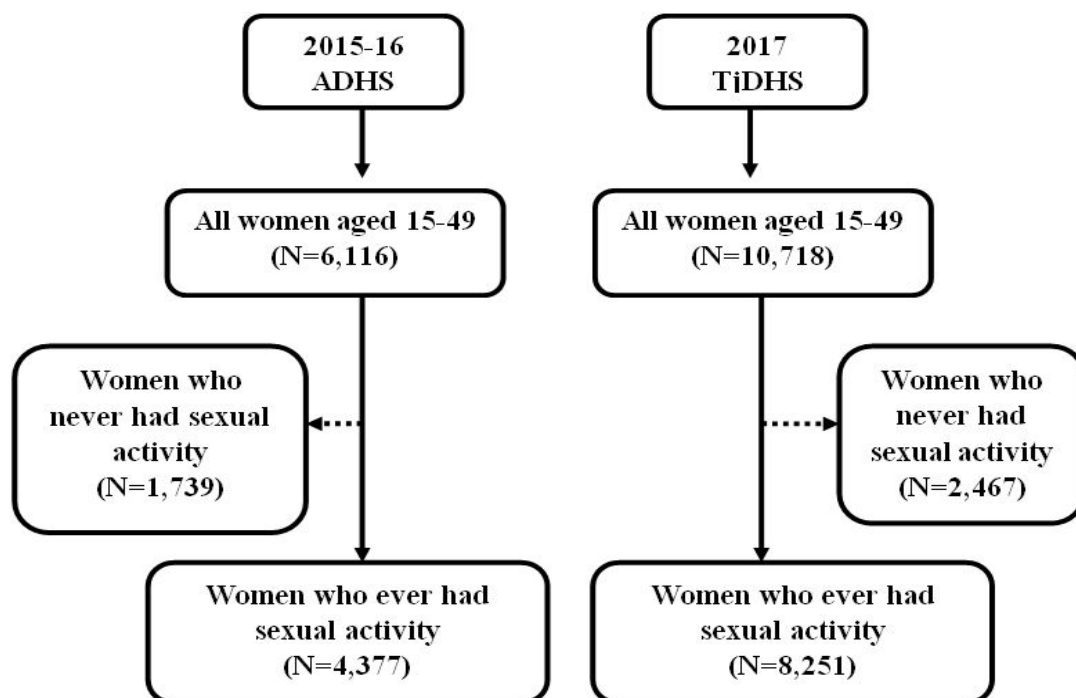 2015-16
ADHS
2017
TjDHS
All women aged 15-49
(N=6,116)
All women aged 15-49
(N=10,718)
Women who
never had sexual
activity
(N=1,739)
Women who
never had
sexual activity
(N=2,467)
Women who ever had
sexual activity
(N=4,377)
Women who ever had
sexual activity
(N=8,251)